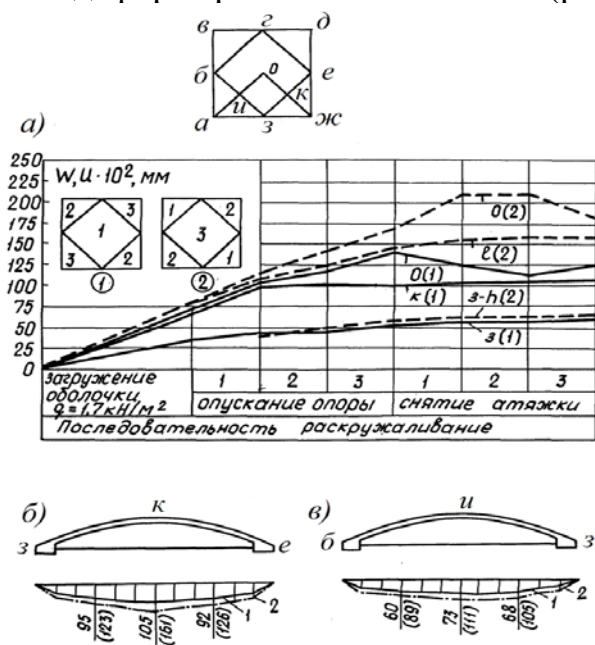 в г д
б о е
и к
а з ж
а)
W,U·10², мм
250
225
200
175
150
125
100
75
50
25
0
2 3
1
2
1
1 2
3
2 1
2
0(2)
ℓ(2)
0(1)
к(1)
з-h(2)
з(1)
загружение
оболочки
q=1,7кН/м²
1 2 3 1 2 3
опускание опоры снятие атяжки
Последовательность раскружаливание
б) к
з е
1 2
95 (123) 105 (161) 92 (126)
в) и
б з
1 2
60 (89) 73 (111) 68 (105)